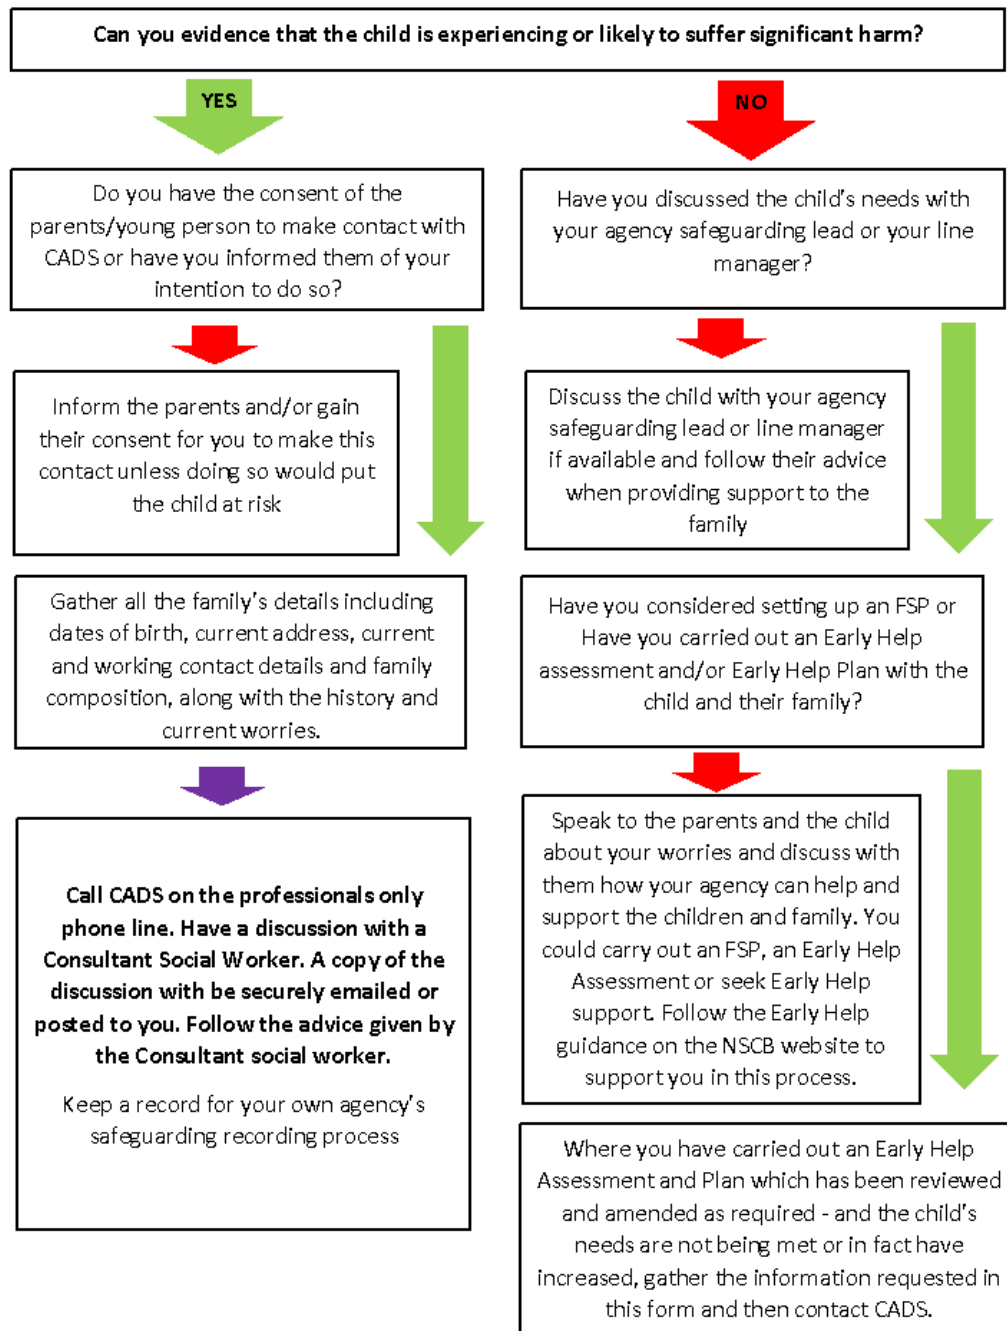 Can you evidence that the child is experiencing or likely to suffer significant harm?
YES
NO
Do you have the consent of the
parents/young person to make contact with
CADS or have you informed them of your
intention to do so?
Have you discussed the child's needs with
your agency safeguarding lead or your line
manager?
Inform the parents and/or gain
their consent for you to make this
contact unless doing so would put
the child at risk
Discuss the child with your agency
safeguarding lead or line manager
if available and follow their advice
when providing support to the
family
Gather all the family's details including
dates of birth, current address, current
and working contact details and family
composition, along with the history and
current worries.
Have you considered setting up an FSP or
Have you carried out an Early Help
assessment and/or Early Help Plan with the
child and their family?
Call CADS on the professionals only
phone line. Have a discussion with a
Consultant Social Worker. A copy of the
discussion with be securely emailed or
posted to you. Follow the advice given by
the Consultant social worker.
Keep a record for your own agency's
safeguarding recording process
Speak to the parents and the child
about your worries and discuss with
them how your agency can help and
support the children and family. You
could carry out an FSP, an Early Help
Assessment or seek Early Help
support. Follow the Early Help
guidance on the NSCB website to
support you in this process.
Where you have carried out an Early Help
Assessment and Plan which has been reviewed
and amended as required - and the child's
needs are not being met or in fact have
increased, gather the information requested in
this form and then contact CADS.